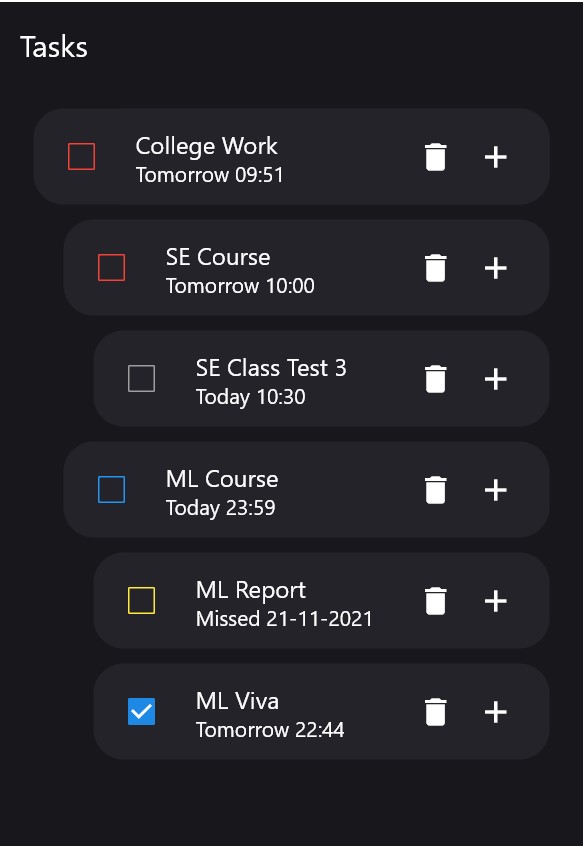 Tasks
College Work
Tomorrow 09:51
SE Course
Tomorrow 10:00
SE Class Test 3
Today 10:30
ML Course
Today 23:59
ML Report
Missed 21-11-2021
ML Viva
Tomorrow 22:44